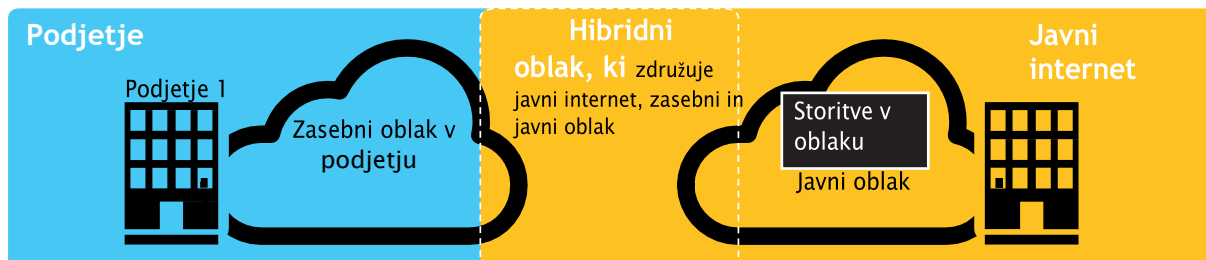 Podjetje
Podjetje 1
Zasebni oblak v
podjetju
Hibridni
oblak, ki združuje
javni internet, zasebni in
javni oblak
Javni
internet
Storitve v
oblaku
Javni oblak